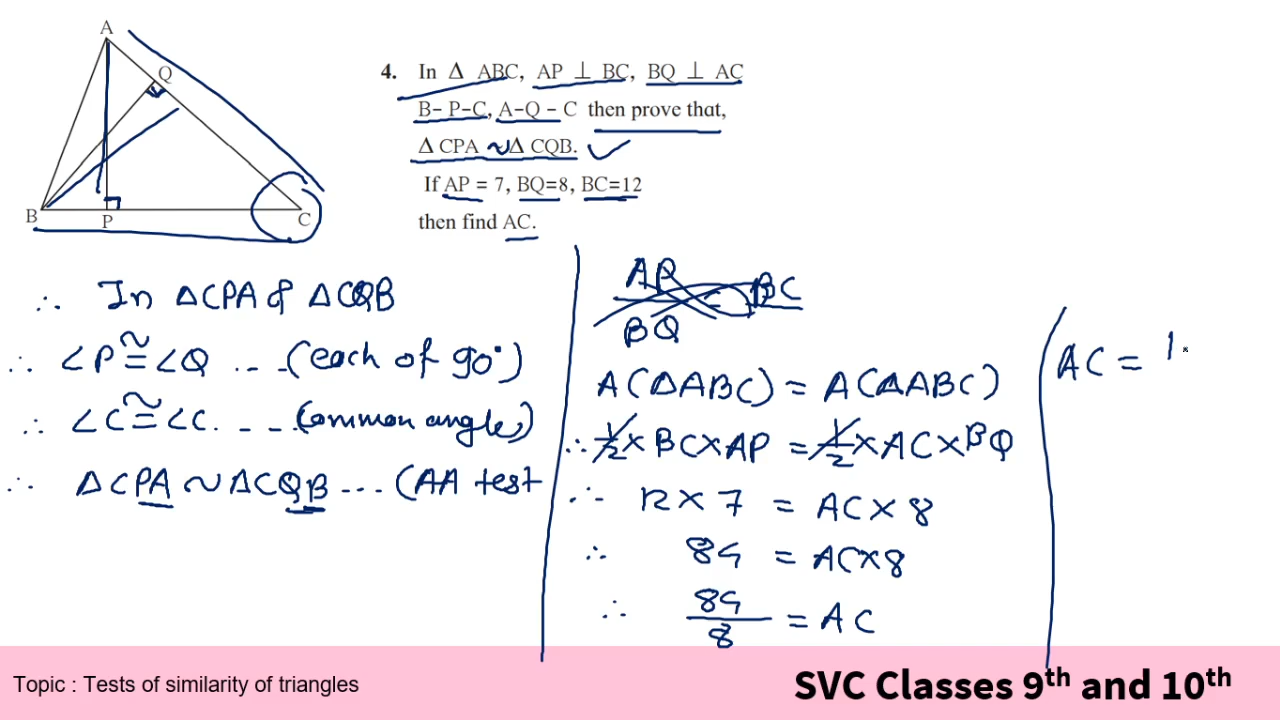 A
Q
B
P
C
4. In Δ ABC, AP ⊥ BC, BQ ⊥ AC
B– P–C, A–Q – C then prove that,
Δ CPA ~ Δ CQB.
If AP = 7, BQ=8, BC=12
then find AC.
∴ In ΔCPA & ΔCQB
∴ ∠P ≅ ∠Q ... (each of 90°)
∴ ∠C ≅ ∠C ... (common angle)
∴ ΔCPA ~ ΔCQB ... (AA test
AP/BQ = BC
A(ΔABC) = A(ΔABC)
∴ 1/2 × BC × AP = 1/2 × AC × BQ
∴ 12 × 7 = AC × 8
∴ 84 = AC × 8
∴ 84/8 = AC
AC = 1
Topic : Tests of similarity of triangles
SVC Classes 9th and 10th